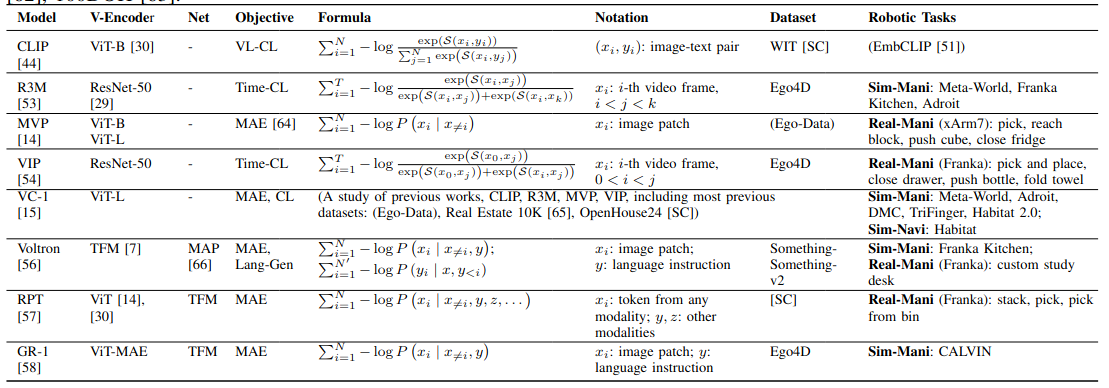 [62], 100DOH [63].
Model V-Encoder Net Objective Formula Notation Dataset Robotic Tasks
CLIP [44] ViT-B [30] - VL-CL \sum_{i=1}^{N} -\log \frac{\exp(\mathcal{S}(x_i,y_i))}{\sum_{j=1}^{N} \exp(\mathcal{S}(x_i,y_j))} (x_i, y_i): image-text pair WIT [SC] (EmbCLIP [51])
R3M [53] ResNet-50 [29] - Time-CL \sum_{i=1}^{T} -\log \frac{\exp(\mathcal{S}(x_i,x_j))}{\exp(\mathcal{S}(x_i,x_j))+\exp(\mathcal{S}(x_i,x_k))} x_i: i-th video frame, i < j < k Ego4D Sim-Mani: Meta-World, Franka Kitchen, Adroit
MVP [14] ViT-B ViT-L - MAE [64] \sum_{i=1}^{N} -\log P(x_i | x_{\neq i}) x_i: image patch (Ego-Data) Real-Mani (xArm7): pick, reach block, push cube, close fridge
VIP [54] ResNet-50 - Time-CL \sum_{i=1}^{T} -\log \frac{\exp(\mathcal{S}(x_0,x_j))}{\exp(\mathcal{S}(x_0,x_j))+\exp(\mathcal{S}(x_i,x_j))} x_i: i-th video frame, 0 < i < j Ego4D Real-Mani (Franka): pick and place, close drawer, push bottle, fold towel
VC-1 [15] ViT-L - MAE, CL (A study of previous works, CLIP, R3M, MVP, VIP, including most previous datasets: (Ego-Data), Real Estate 10K [65], OpenHouse24 [SC]) Sim-Mani: Meta-World, Adroit, DMC, TriFinger, Habitat 2.0; Sim-Navi: Habitat
Voltron [56] TFM [7] MAP [66] MAE, Lang-Gen \sum_{i=1}^{N} -\log P(x_i | x_{\neq i}, y); \sum_{i=1}^{N'} -\log P(y_i | x, y_{<i}) x_i: image patch; y: language instruction Something-Something-v2 Sim-Mani: Franka Kitchen; Real-Mani (Franka): custom study desk
RPT [57] ViT [14], [30] TFM MAE \sum_{i=1}^{N} -\log P(x_i | x_{\neq i}, y, z, ...) x_i: token from any modality; y, z: other modalities [SC] Real-Mani (Franka): stack, pick, pick from bin
GR-1 [58] ViT-MAE TFM MAE \sum_{i=1}^{N} -\log P(x_i | x_{\neq i}, y) x_i: image patch; y: language instruction Ego4D Sim-Mani: CALVIN